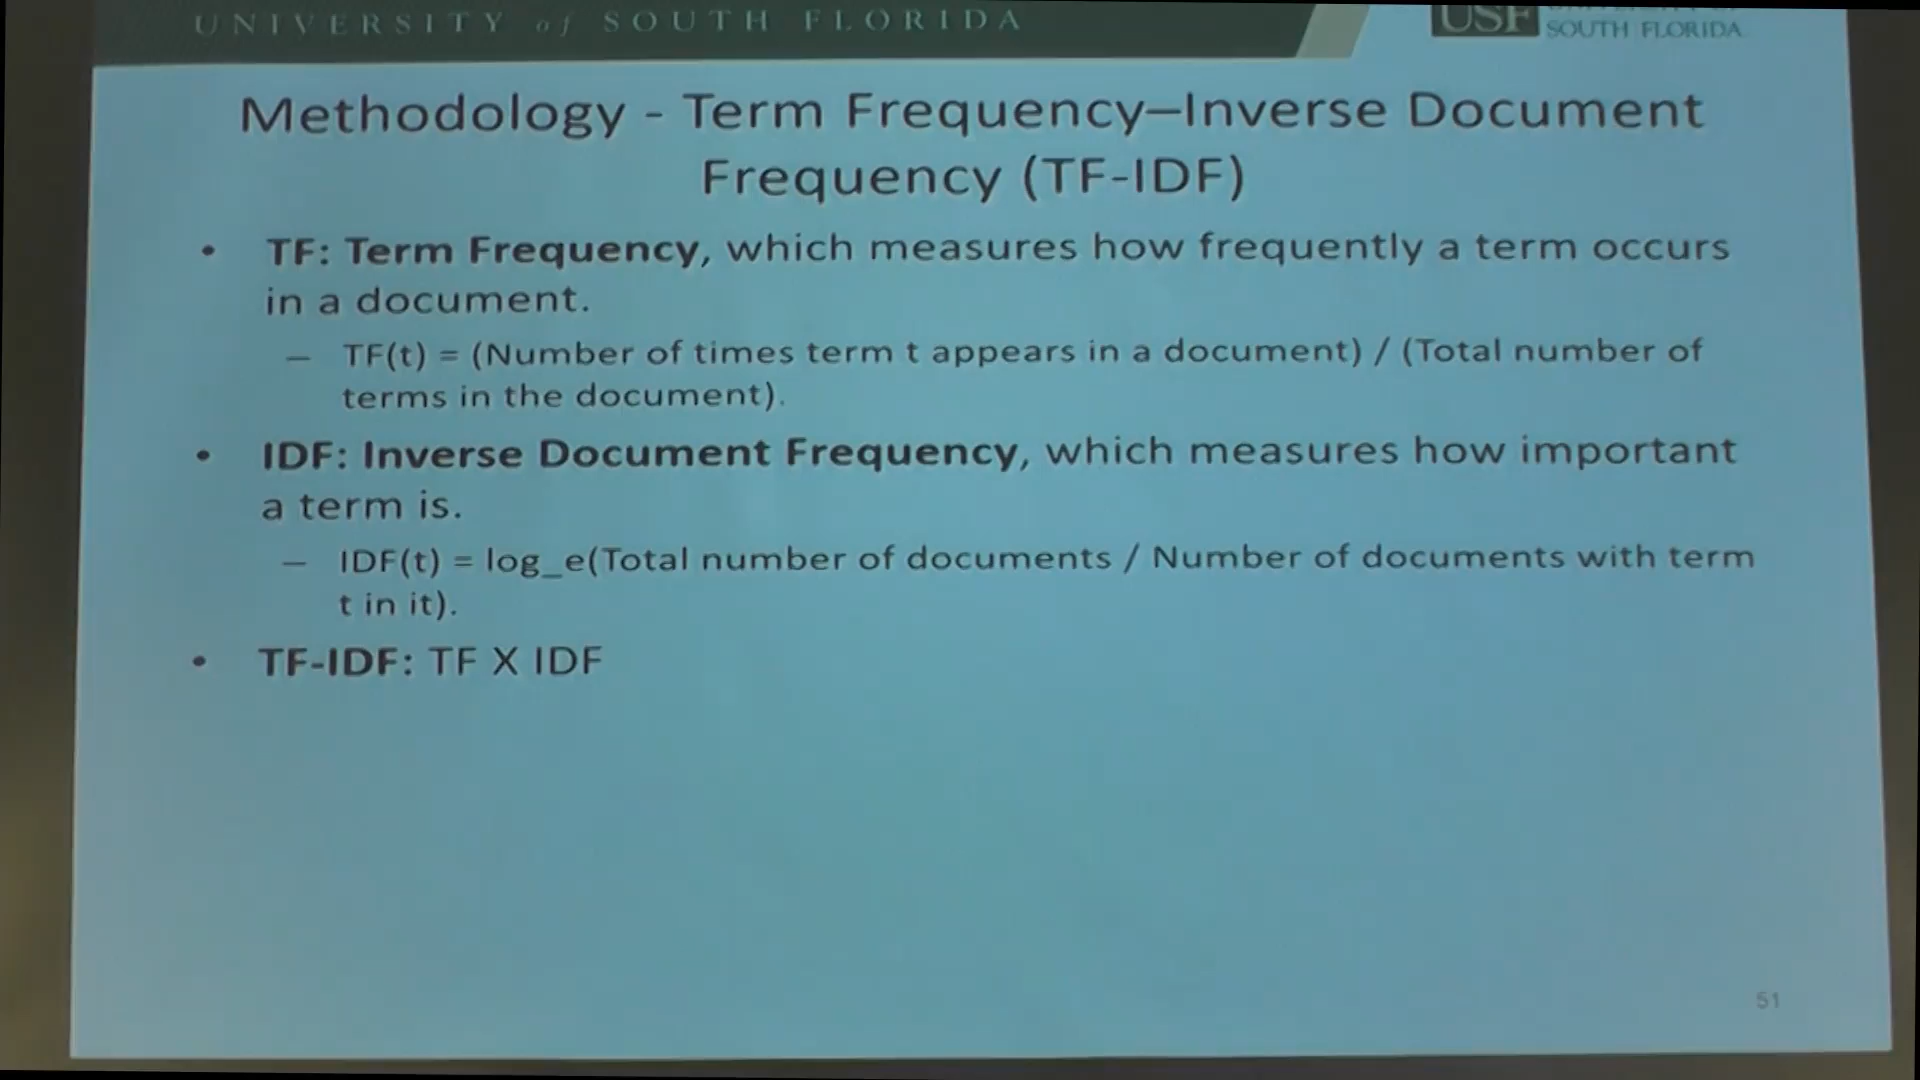 UNIVERSITY of SOUTH FLORIDA
USF
SOUTH FLORIDA
Methodology - Term Frequency–Inverse Document
Frequency (TF-IDF)
• TF: Term Frequency, which measures how frequently a term occurs
in a document.
– TF(t) = (Number of times term t appears in a document) / (Total number of
terms in the document).
• IDF: Inverse Document Frequency, which measures how important
a term is.
– IDF(t) = log_e(Total number of documents / Number of documents with term
t in it).
• TF-IDF: TF X IDF
51